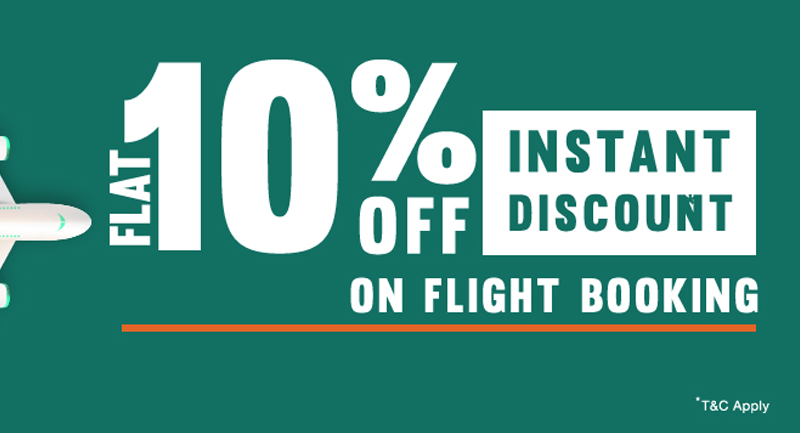 FLAT
10%
OFF
INSTANT
DISCOUNT
ON FLIGHT BOOKING
*T&C Apply